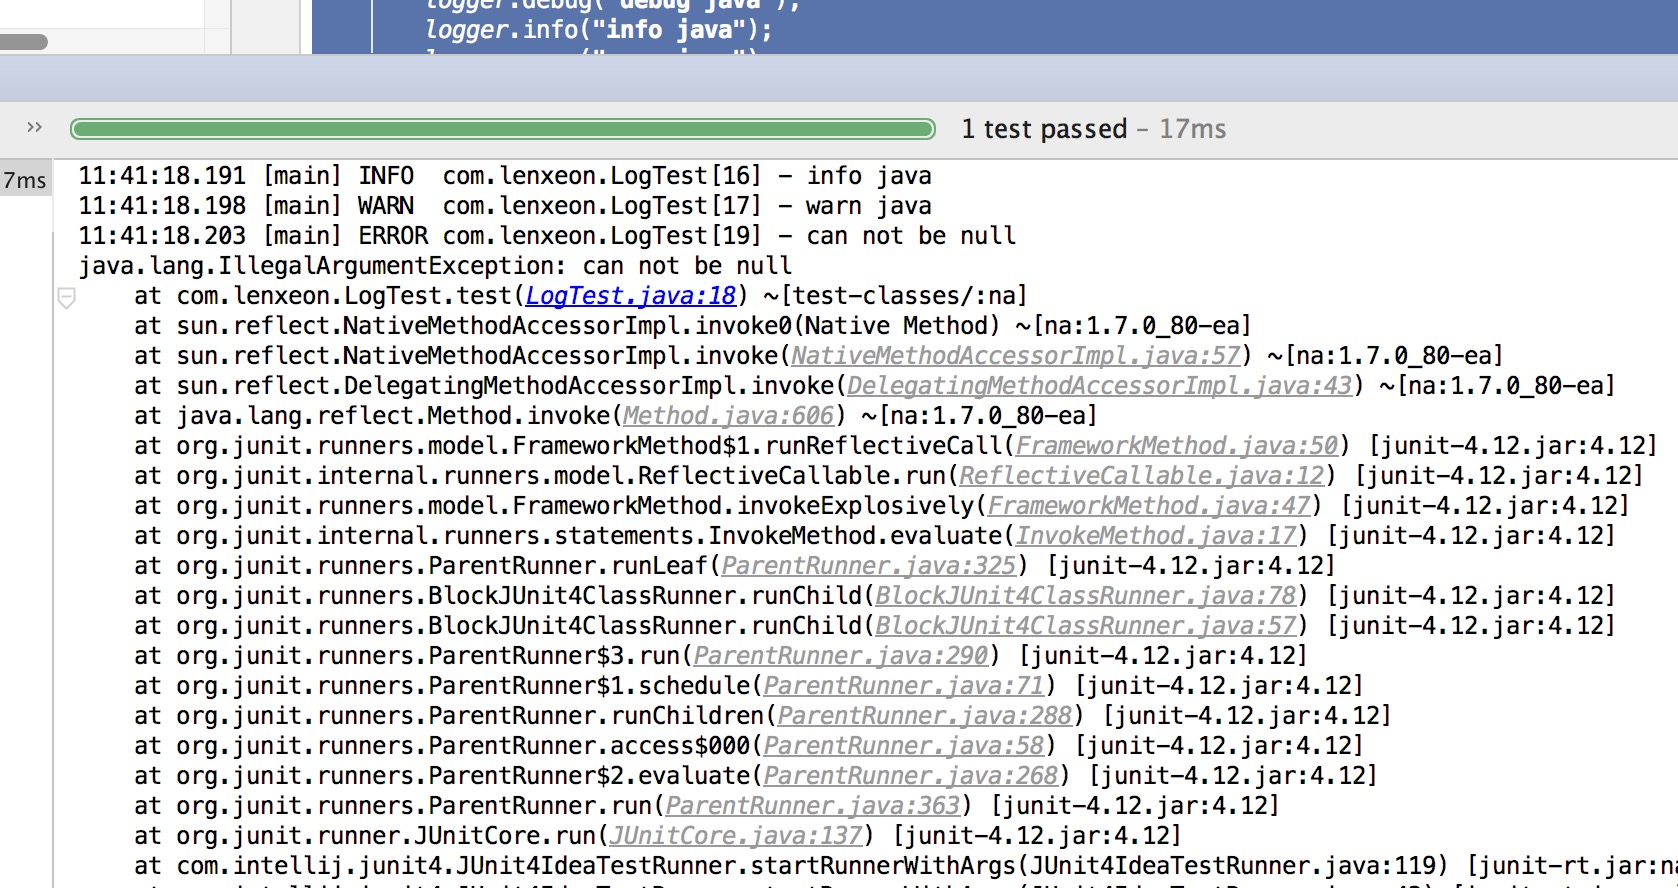 logger.debug("debug java");
logger.info("info java");
>> 1 test passed – 17ms
7ms
11:41:18.191 [main] INFO  com.lenxeon.LogTest[16] – info java
11:41:18.198 [main] WARN  com.lenxeon.LogTest[17] – warn java
11:41:18.203 [main] ERROR com.lenxeon.LogTest[19] – can not be null
java.lang.IllegalArgumentException: can not be null
at com.lenxeon.LogTest.test(LogTest.java:18) ~[test-classes/:na]
at sun.reflect.NativeMethodAccessorImpl.invoke0(Native Method) ~[na:1.7.0_80-ea]
at sun.reflect.NativeMethodAccessorImpl.invoke(NativeMethodAccessorImpl.java:57) ~[na:1.7.0_80-ea]
at sun.reflect.DelegatingMethodAccessorImpl.invoke(DelegatingMethodAccessorImpl.java:43) ~[na:1.7.0_80-ea]
at java.lang.reflect.Method.invoke(Method.java:606) ~[na:1.7.0_80-ea]
at org.junit.runners.model.FrameworkMethod$1.runReflectiveCall(FrameworkMethod.java:50) [junit-4.12.jar:4.12]
at org.junit.internal.runners.model.ReflectiveCallable.run(ReflectiveCallable.java:12) [junit-4.12.jar:4.12]
at org.junit.runners.model.FrameworkMethod.invokeExplosively(FrameworkMethod.java:47) [junit-4.12.jar:4.12]
at org.junit.internal.runners.statements.InvokeMethod.evaluate(InvokeMethod.java:17) [junit-4.12.jar:4.12]
at org.junit.runners.ParentRunner.runLeaf(ParentRunner.java:325) [junit-4.12.jar:4.12]
at org.junit.runners.BlockJUnit4ClassRunner.runChild(BlockJUnit4ClassRunner.java:78) [junit-4.12.jar:4.12]
at org.junit.runners.BlockJUnit4ClassRunner.runChild(BlockJUnit4ClassRunner.java:57) [junit-4.12.jar:4.12]
at org.junit.runners.ParentRunner$3.run(ParentRunner.java:290) [junit-4.12.jar:4.12]
at org.junit.runners.ParentRunner$1.schedule(ParentRunner.java:71) [junit-4.12.jar:4.12]
at org.junit.runners.ParentRunner.runChildren(ParentRunner.java:288) [junit-4.12.jar:4.12]
at org.junit.runners.ParentRunner.access$000(ParentRunner.java:58) [junit-4.12.jar:4.12]
at org.junit.runners.ParentRunner$2.evaluate(ParentRunner.java:268) [junit-4.12.jar:4.12]
at org.junit.runners.ParentRunner.run(ParentRunner.java:363) [junit-4.12.jar:4.12]
at org.junit.runner.JUnitCore.run(JUnitCore.java:137) [junit-4.12.jar:4.12]
at com.intellij.junit4.JUnit4IdeaTestRunner.startRunnerWithArgs(JUnit4IdeaTestRunner.java:119) [junit-rt.jar:na